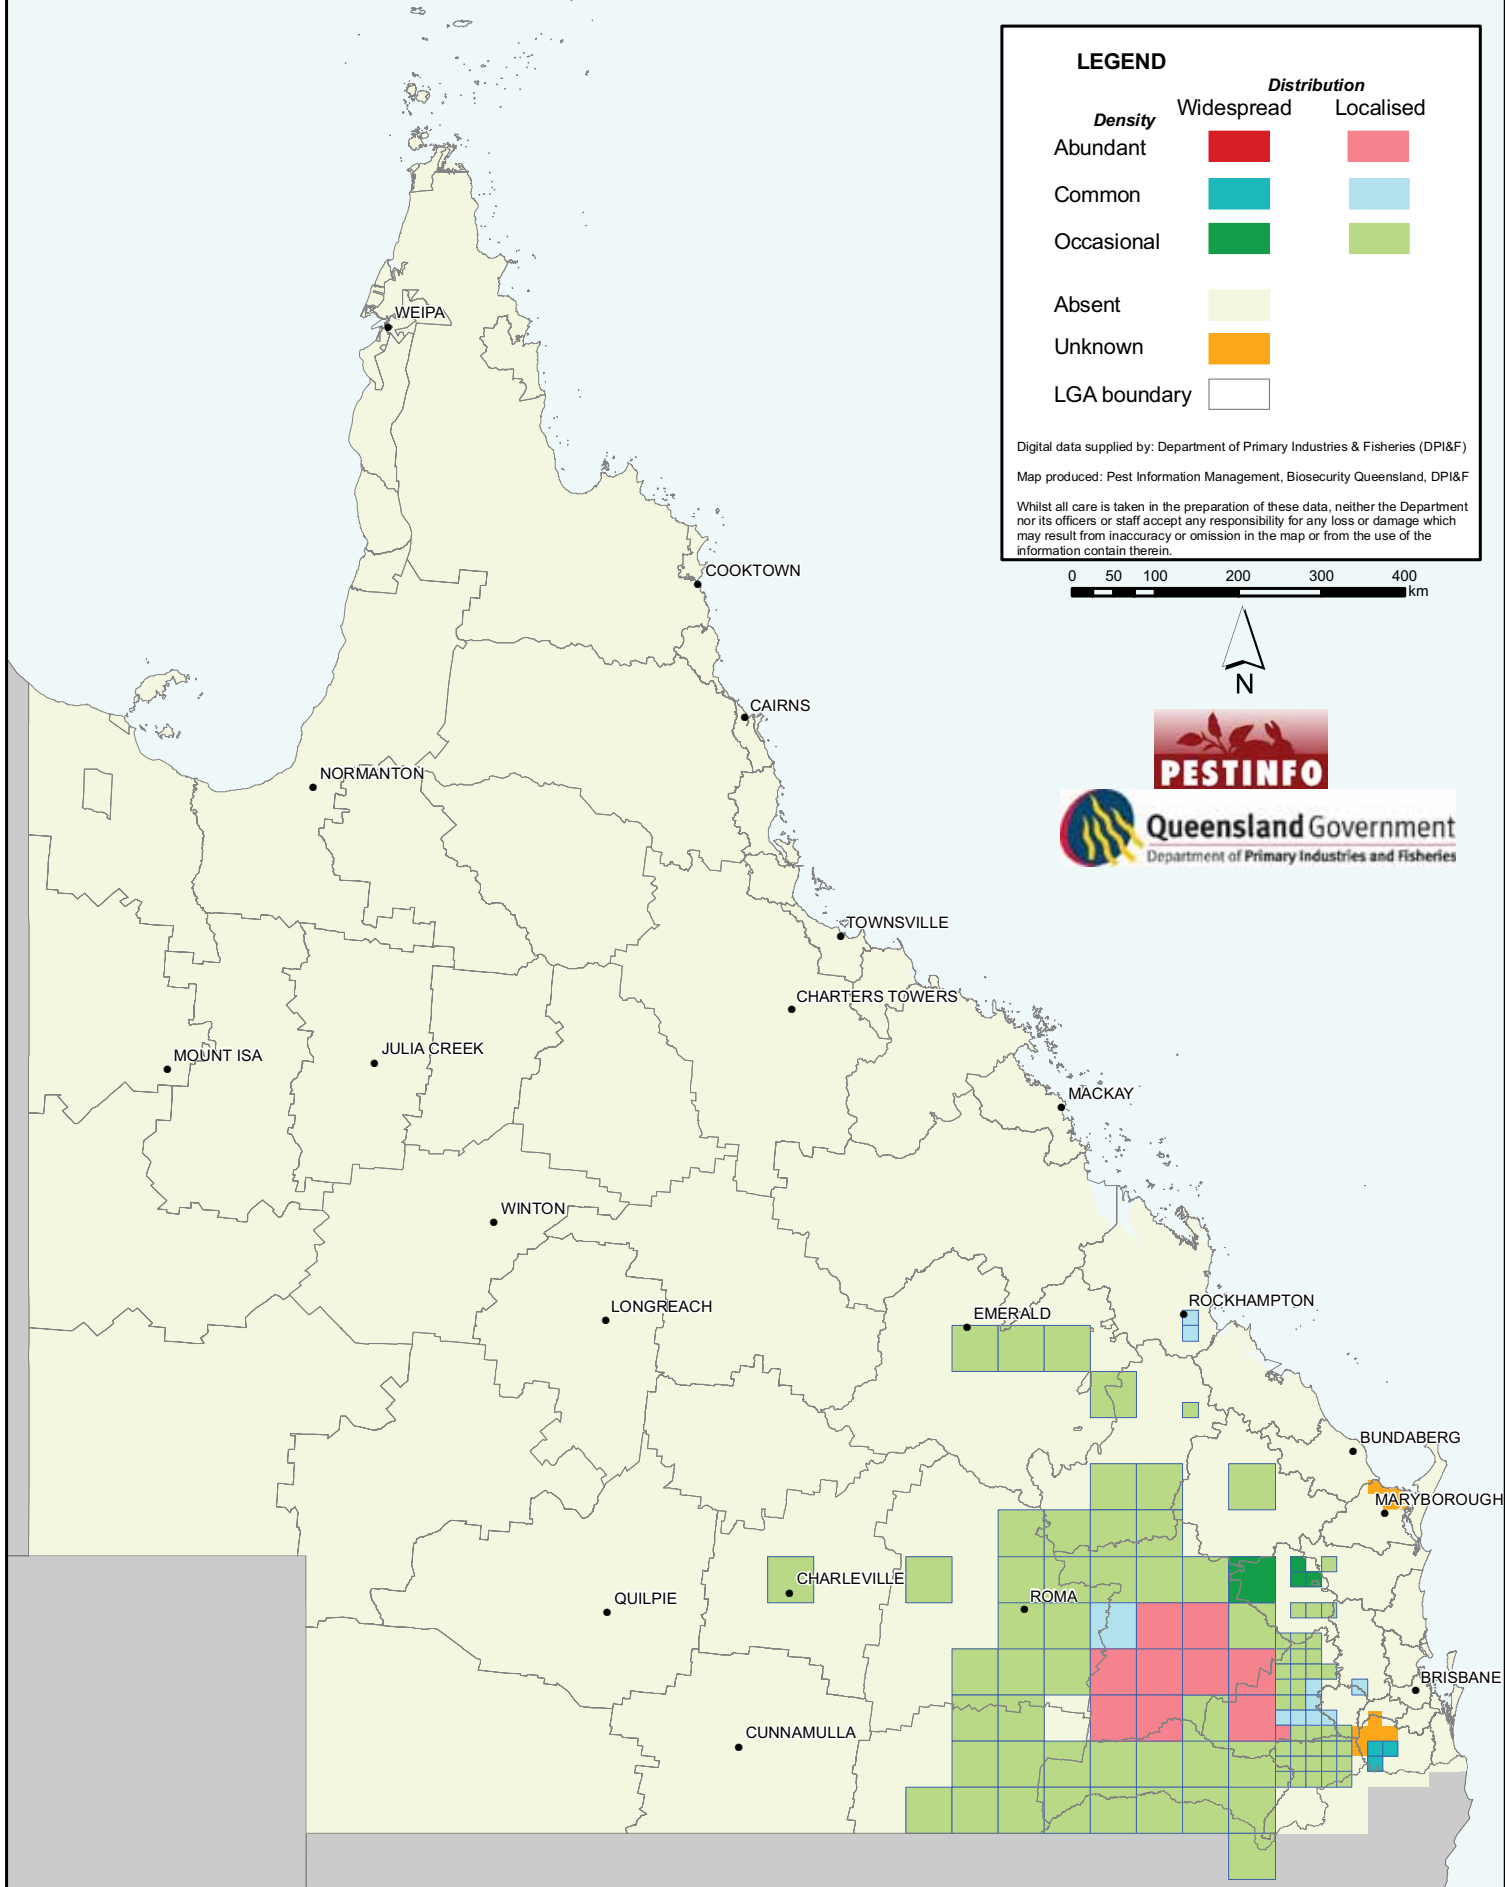 LEGEND
Distribution
Density Widespread Localised
Abundant
Common
Occasional
Absent
Unknown
LGA boundary
Digital data supplied by: Department of Primary Industries & Fisheries (DPI&F)
Map produced: Pest Information Management, Biosecurity Queensland, DPI&F
Whilst all care is taken in the preparation of these data, neither the Department
nor its officers or staff accept any responsibility for any loss or damage which
may result from inaccuracy or omission in the map or from the use of the
information contain therein.
0 50 100 200 300 400
km
N
PESTINFO
Queensland Government
Department of Primary Industries and Fisheries
WEIPA
COOKTOWN
CAIRNS
NORMANTON
TOWNSVILLE
CHARTERS TOWERS
MOUNT ISA
JULIA CREEK
MACKAY
WINTON
LONGREACH
EMERALD
ROCKHAMPTON
BUNDABERG
MARYBOROUGH
CHARLEVILLE
QUILPIE
ROMA
BRISBANE
CUNNAMULLA